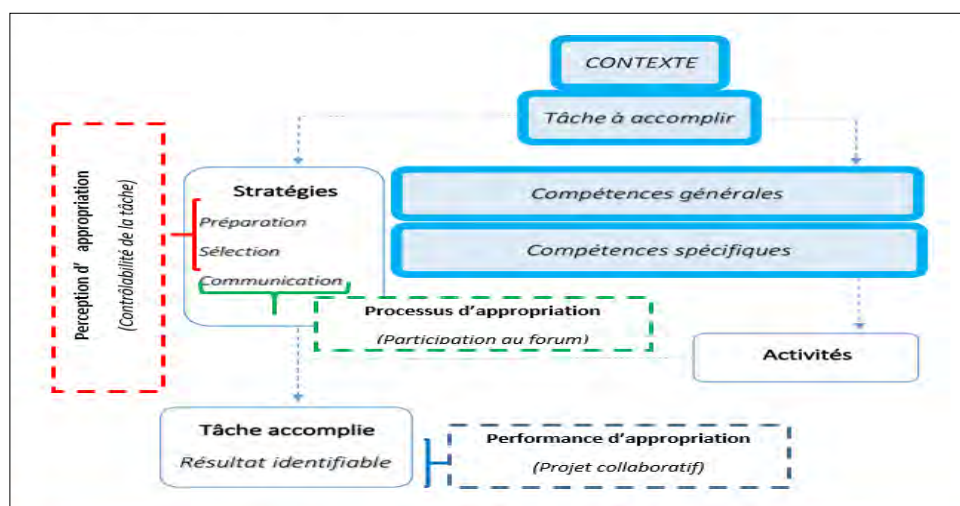 CONTEXTE
Tâche à accomplir
Perception d' appropriation
(Contrôlabilité de la tâche)
Stratégies
Préparation
Sélection
Communication
Compétences générales
Compétences spécifiques
Processus d'appropriation
(Participation au forum)
Activités
Tâche accomplie
Résultat identifiable
Performance d'appropriation
(Projet collaboratif)